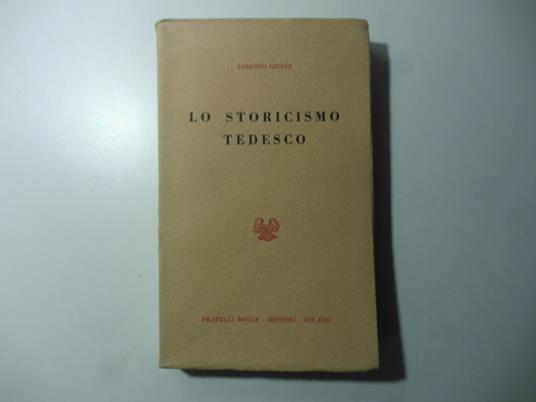 LORENZO GIUSSO
LO STORICISMO
TEDESCO
FRATELLI BOCCA - EDITORI - MILANO